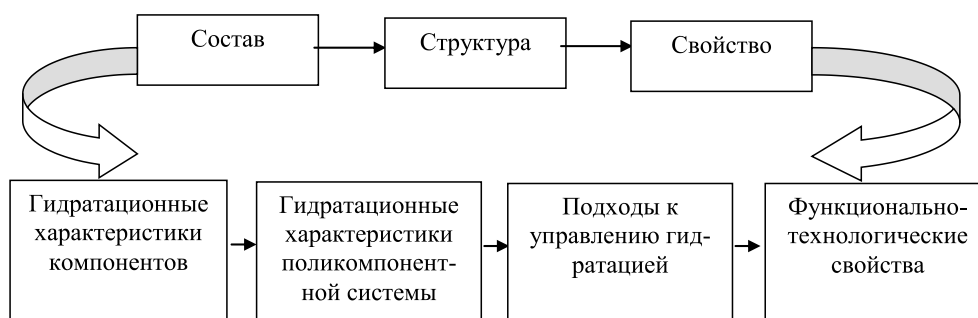 Состав
Структура
Свойство
Гидратационные
характеристики
компонентов
Гидратационные
характеристики
поликомпонент-
ной системы
Подходы к
управлению гид-
ратацией
Функционально-
технологические
свойства